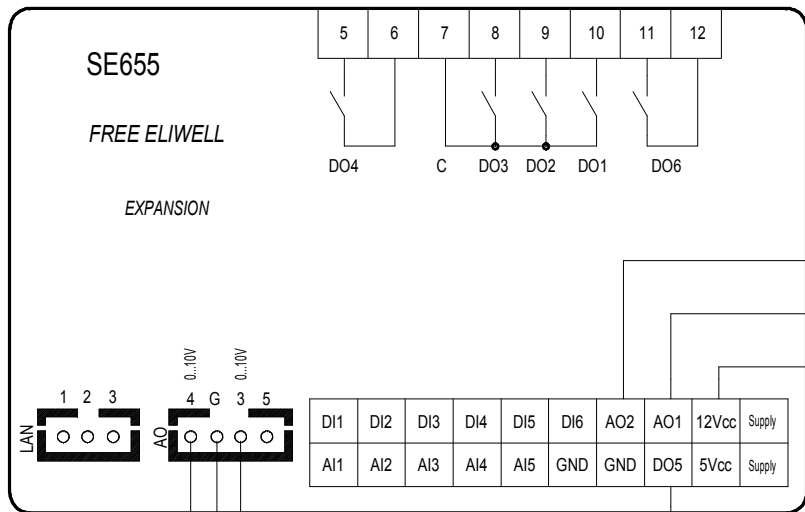 5 6 7 8 9 10 11 12
SE655
FREE ELIWELL
DO4 C DO3 DO2 DO1 DO6
EXPANSION
0..10V 0..10V
1 2 3
4 G 3 5
LAN
AO
DI1 DI2 DI3 DI4 DI5 DI6 AO2 AO1 12Vcc Supply
AI1 AI2 AI3 AI4 AI5 GND GND DO5 5Vcc Supply